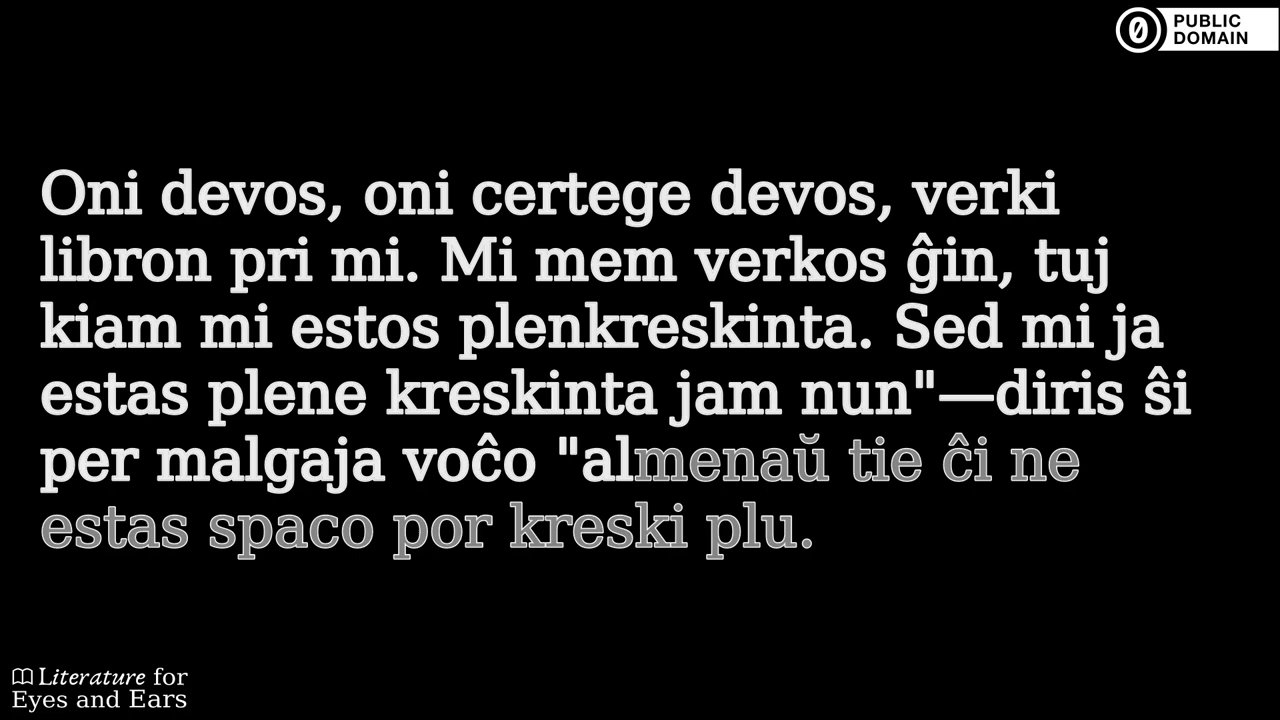 PUBLIC
DOMAIN
Oni devos, oni certege devos, verki
libron pri mi. Mi mem verkos ĝin, tuj
kiam mi estos plenkreskinta. Sed mi ja
estas plene kreskinta jam nun"—diris ŝi
per malgaja voĉo "almenaŭ tie ĉi ne
estas spaco por kreski plu.
Literature for
Eyes and Ears